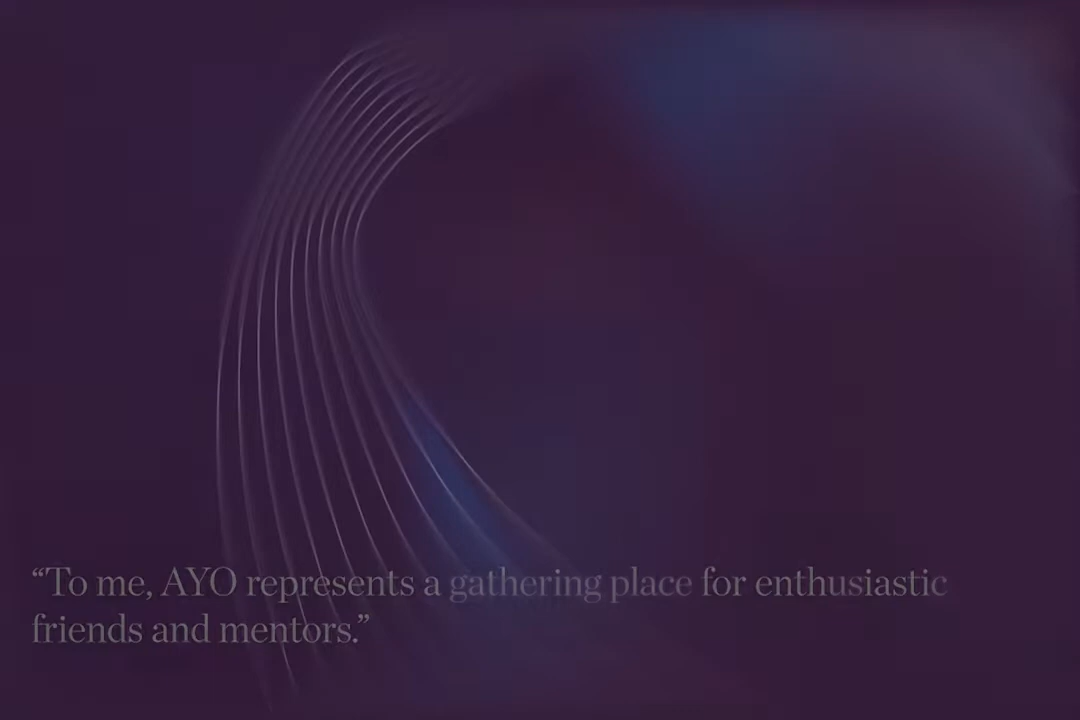 “To me, AYO represents a gathering place for enthusiastic
friends and mentors.”